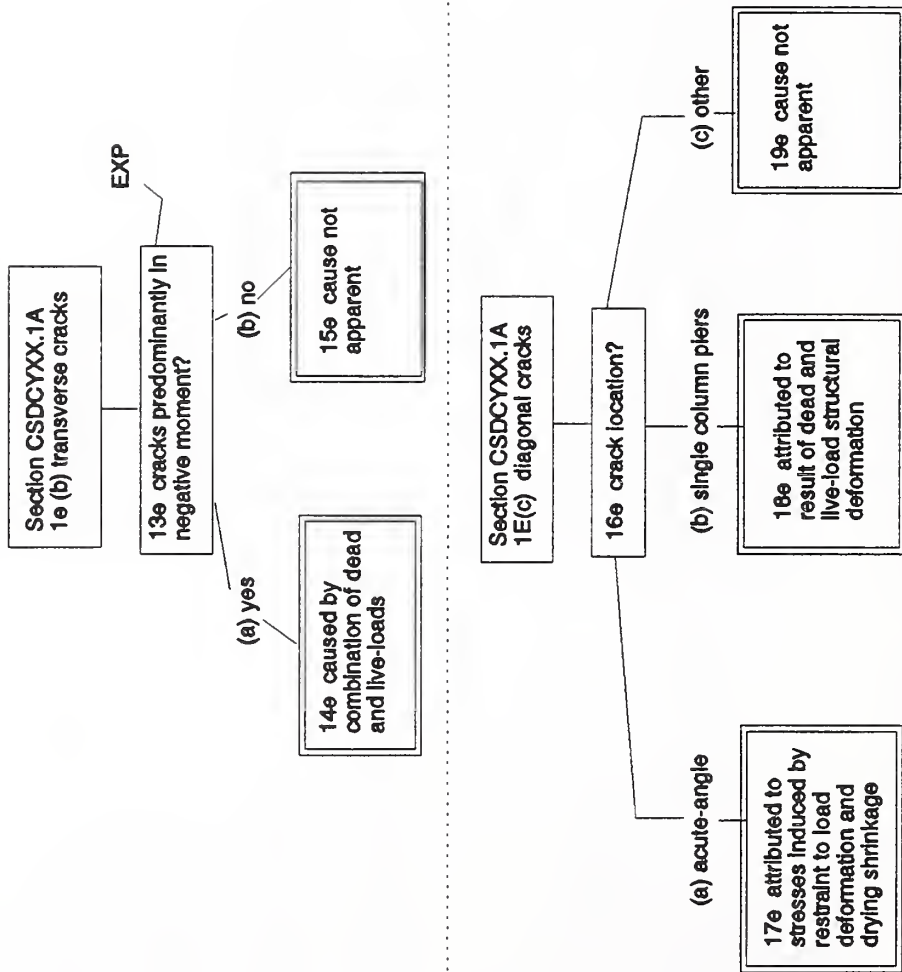 Section CSDCYXX.1A
1e (b) transverse cracks
EXP
13e cracks predominantly in
negative moment?
(a) yes
(b) no
14e caused by
combination of dead
and live-loads
15e cause not
apparent
Section CSDCYXX.1A
1E(c) diagonal cracks
16e crack location?
(a) acute-angle
(b) single column piers
(c) other
17e attributed to
stresses induced by
restraint to load
deformation and
drying shrinkage
18e attributed to
result of dead and
live-load structural
deformation
19e cause not
apparent